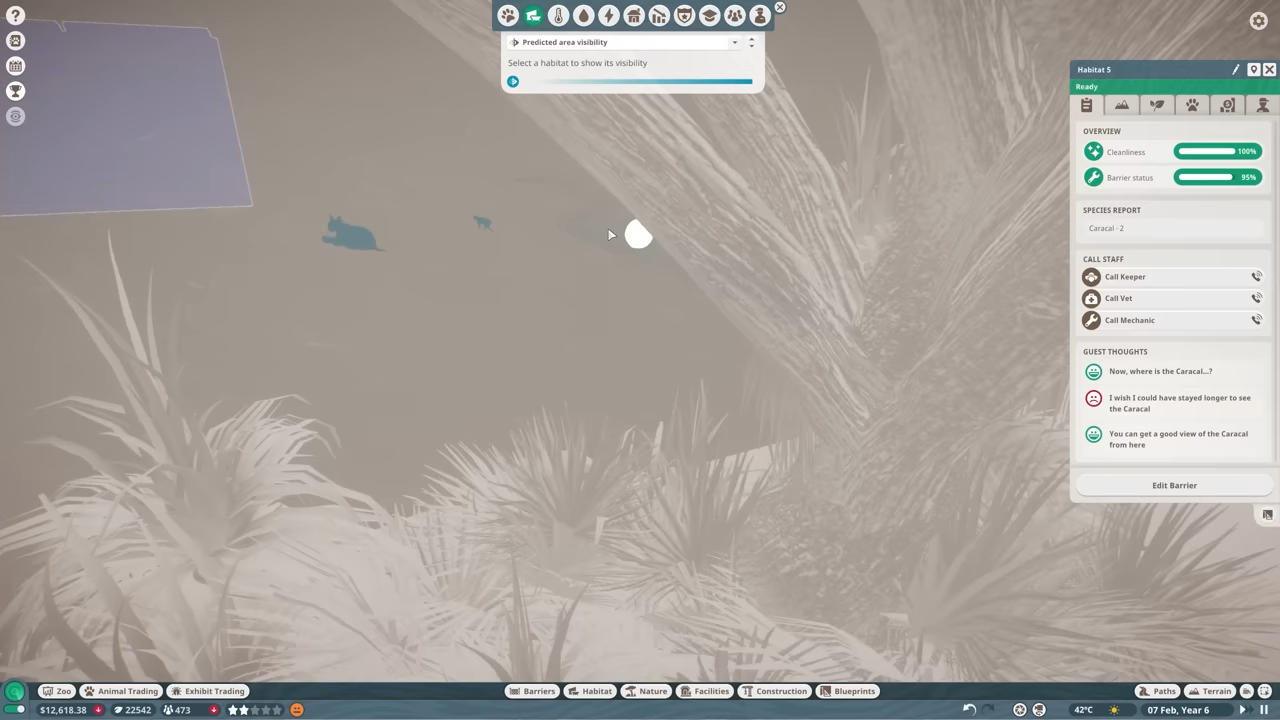 Predicted area visibility
Select a habitat to show its visibility
Habitat 5
Ready
OVERVIEW
Cleanliness 100%
Barrier status 95%
SPECIES REPORT
Caracal - 2
CALL STAFF
Call Keeper
Call Vet
Call Mechanic
GUEST THOUGHTS
Now, where is the Caracal...?
I wish I could have stayed longer to see
the Caracal
You can get a good view of the Caracal
from here
Edit Barrier
Zoo Animal Trading Exhibit Trading Barriers Habitat Nature Facilities Construction Blueprints Paths Terrain
$12,618.38 22542 473 42°C 07 Feb, Year 6